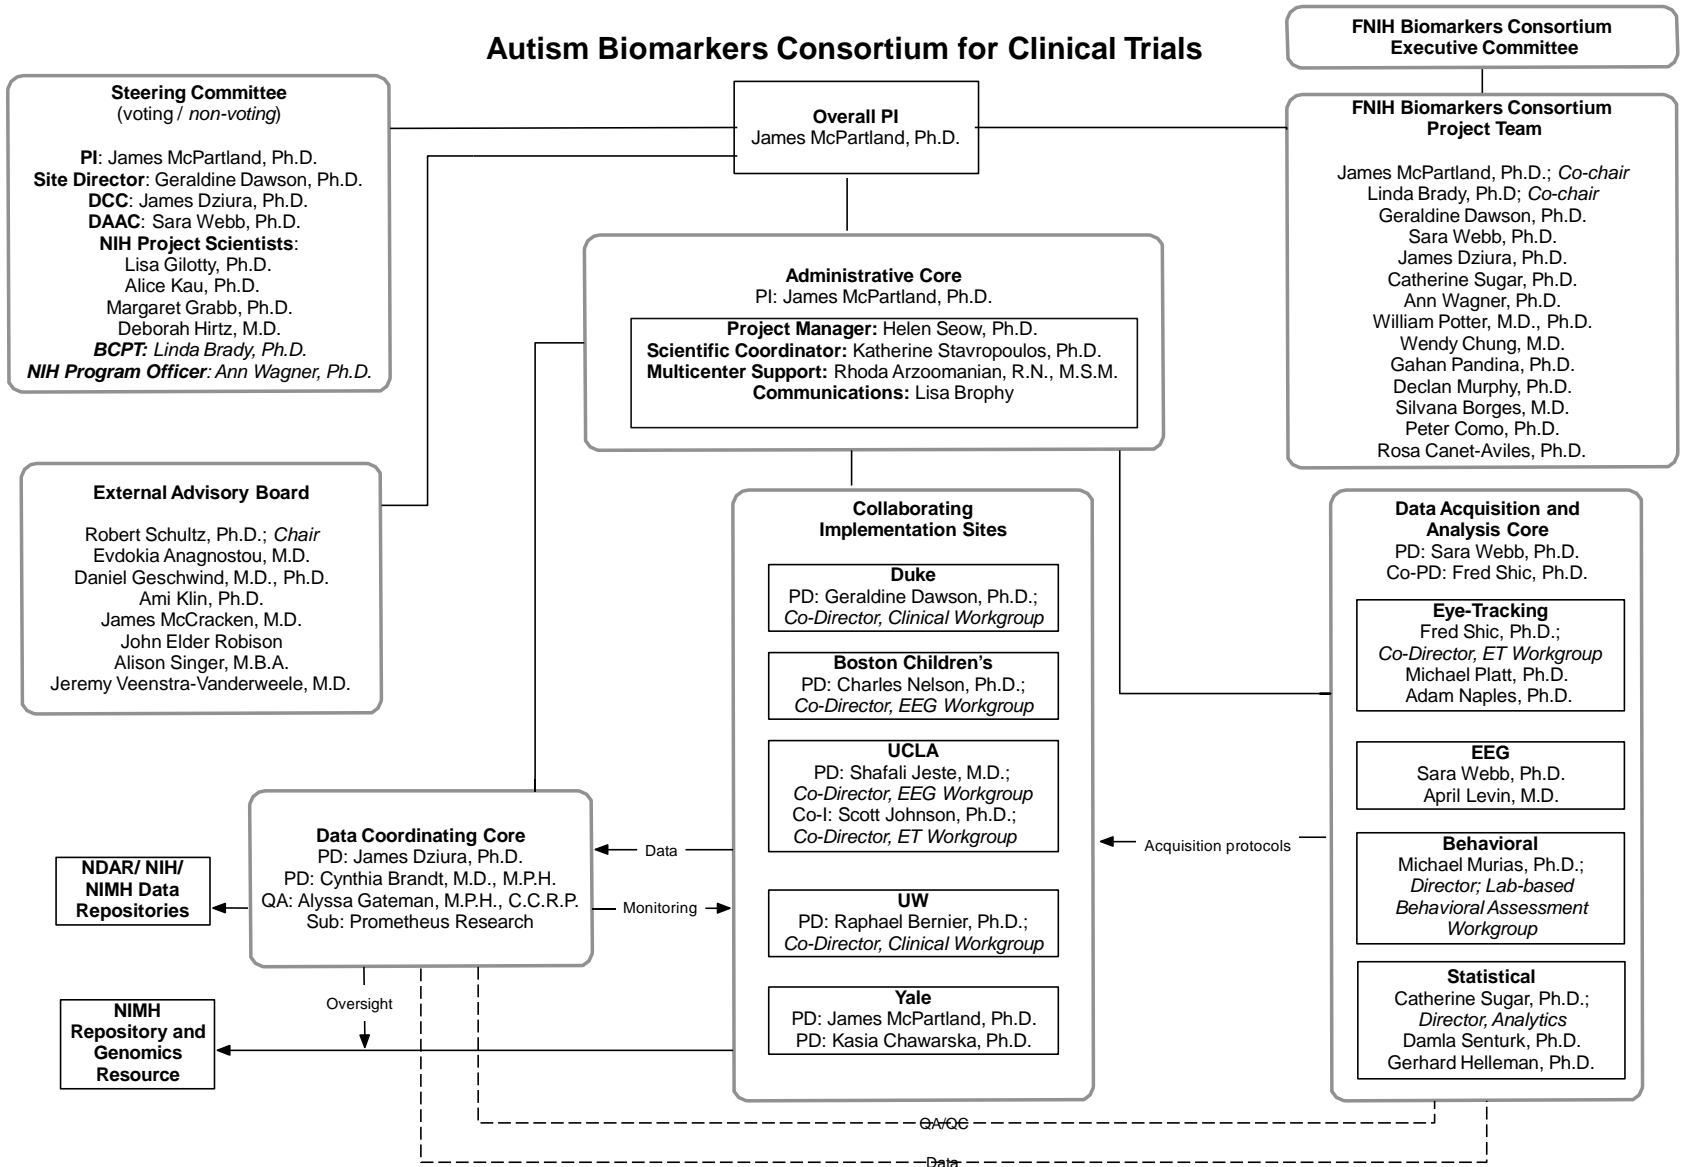 Autism Biomarkers Consortium for Clinical Trials
FNIH Biomarkers Consortium
Executive Committee
Steering Committee
(voting / non-voting)
PI: James McPartland, Ph.D.
Site Director: Geraldine Dawson, Ph.D.
DCC: James Dziura, Ph.D.
DAAC: Sara Webb, Ph.D.
NIH Project Scientists:
Lisa Gilotty, Ph.D.
Alice Kau, Ph.D.
Margaret Grabb, Ph.D.
Deborah Hirtz, M.D.
BCPT: Linda Brady, Ph.D.
NIH Program Officer: Ann Wagner, Ph.D.
Overall PI
James McPartland, Ph.D.
FNIH Biomarkers Consortium
Project Team
James McPartland, Ph.D.; Co-chair
Linda Brady, Ph.D; Co-chair
Geraldine Dawson, Ph.D.
Sara Webb, Ph.D.
James Dziura, Ph.D.
Catherine Sugar, Ph.D.
Ann Wagner, Ph.D.
William Potter, M.D., Ph.D.
Wendy Chung, M.D.
Gahan Pandina, Ph.D.
Declan Murphy, Ph.D.
Silvana Borges, M.D.
Peter Como, Ph.D.
Rosa Canet-Aviles, Ph.D.
Administrative Core
PI: James McPartland, Ph.D.
Project Manager: Helen Seow, Ph.D.
Scientific Coordinator: Katherine Stavropoulos, Ph.D.
Multicenter Support: Rhoda Arzoomanian, R.N., M.S.M.
Communications: Lisa Brophy
External Advisory Board
Robert Schultz, Ph.D.; Chair
Evdokia Anagnostou, M.D.
Daniel Geschwind, M.D., Ph.D.
Ami Klin, Ph.D.
James McCracken, M.D.
John Elder Robison
Alison Singer, M.B.A.
Jeremy Veenstra-Vanderweele, M.D.
Collaborating
Implementation Sites
Duke
PD: Geraldine Dawson, Ph.D.;
Co-Director, Clinical Workgroup
Boston Children's
PD: Charles Nelson, Ph.D.;
Co-Director, EEG Workgroup
UCLA
PD: Shafali Jeste, M.D.;
Co-Director, EEG Workgroup
Co-I: Scott Johnson, Ph.D.;
Co-Director, ET Workgroup
UW
PD: Raphael Bernier, Ph.D.;
Co-Director, Clinical Workgroup
Yale
PD: James McPartland, Ph.D.
PD: Kasia Chawarska, Ph.D.
Data Acquisition and
Analysis Core
PD: Sara Webb, Ph.D.
Co-PD: Fred Shic, Ph.D.
Eye-Tracking
Fred Shic, Ph.D.;
Co-Director, ET Workgroup
Michael Platt, Ph.D.
Adam Naples, Ph.D.
EEG
Sara Webb, Ph.D.
April Levin, M.D.
Behavioral
Michael Murias, Ph.D.;
Director; Lab-based
Behavioral Assessment
Workgroup
Statistical
Catherine Sugar, Ph.D.;
Director, Analytics
Damla Senturk, Ph.D.
Gerhard Helleman, Ph.D.
Data Coordinating Core
PD: James Dziura, Ph.D.
PD: Cynthia Brandt, M.D., M.P.H.
QA: Alyssa Gateman, M.P.H., C.C.R.P.
Sub: Prometheus Research
NDAR/ NIH/
NIMH Data
Repositories
NIMH
Repository and
Genomics
Resource
Data
Monitoring
Acquisition protocols
Oversight
QA/QC
Data